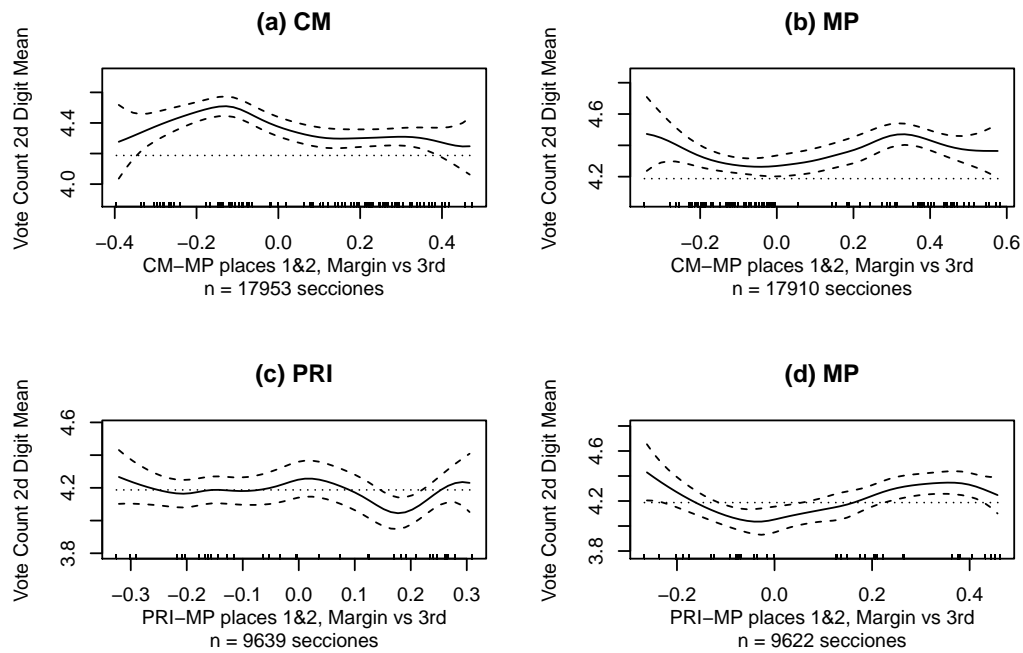 (a) CM
Vote Count 2d Digit Mean
4.4
4.0
−0.4 −0.2 0.0 0.2 0.4
CM−MP places 1&2, Margin vs 3rd
n = 17953 secciones
(b) MP
Vote Count 2d Digit Mean
4.6
4.2
−0.2 0.0 0.2 0.4 0.6
CM−MP places 1&2, Margin vs 3rd
n = 17910 secciones
(c) PRI
Vote Count 2d Digit Mean
4.6
4.2
3.8
−0.3 −0.2 −0.1 0.0 0.1 0.2 0.3
PRI−MP places 1&2, Margin vs 3rd
n = 9639 secciones
(d) MP
Vote Count 2d Digit Mean
4.6
4.2
3.8
−0.2 0.0 0.2 0.4
PRI−MP places 1&2, Margin vs 3rd
n = 9622 secciones